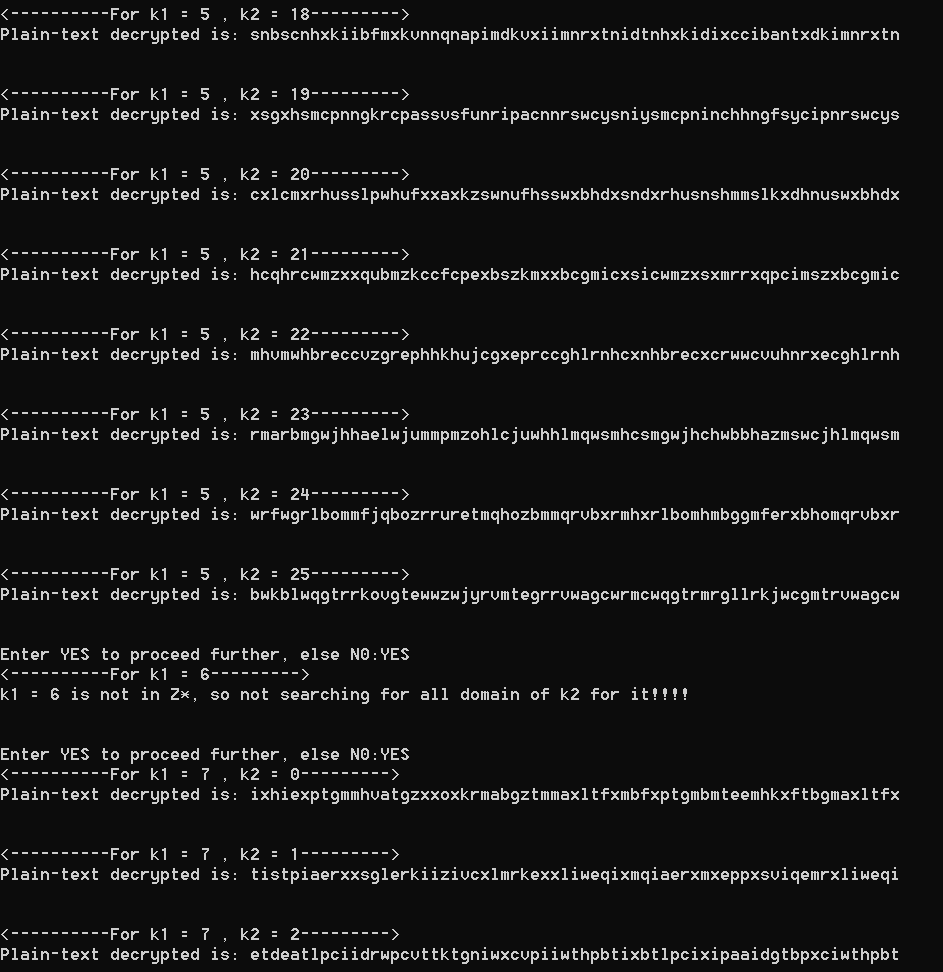 <----------For k1 = 5 , k2 = 18--------->
Plain-text decrypted is: snbscnhxkiibfmxkvnnqnapimdkvxiimnrxtnidtnhxkidixccibantxdkimnrxtn
<----------For k1 = 5 , k2 = 19--------->
Plain-text decrypted is: xsgxhsmcpnngkrcpassvsfunripacnnrswcysniysmcpninchhngfsycipnrswcys
<----------For k1 = 5 , k2 = 20--------->
Plain-text decrypted is: cxlcmxrhusslpwhufxxaxkzswnufhsswxbhdxsndxrhusnshmmslkxdhnuswxbhdx
<----------For k1 = 5 , k2 = 21--------->
Plain-text decrypted is: hcqhrcwmzxxqubmzkccfcpexbszkmxxbcgmicxsicwmzxsxmrrxqpcimszxbcgmic
<----------For k1 = 5 , k2 = 22--------->
Plain-text decrypted is: mhvmwhbreccvzgrephhkhujcgxeprccghlrnhcxnhbrecxcrwwcvuhnrxecghlrnh
<----------For k1 = 5 , k2 = 23--------->
Plain-text decrypted is: rmarbmgwjhhaelwjummpmzohlcjuwhhlmqwsmhcsmgwjhchwbbhazmswcjhlmqwsm
<----------For k1 = 5 , k2 = 24--------->
Plain-text decrypted is: wrfwgrlbommfjqbozrruretmqhozbmmqrvbxrmhxrlbomhmbggmferxbhomqrvbxr
<----------For k1 = 5 , k2 = 25--------->
Plain-text decrypted is: bwkblwqgtrrkovgtewwzwjyrvmtegrrvwagcwrmcwqgtrmrgllrkjwcgmtrvwagcw
Enter YES to proceed further, else NO:YES
<----------For k1 = 6--------->
k1 = 6 is not in Z*, so not searching for all domain of k2 for it!!!!
Enter YES to proceed further, else NO:YES
<----------For k1 = 7 , k2 = 0--------->
Plain-text decrypted is: ixhiexptgmmhvatgzxxoxkrmabgztmmaxltfxmbfxptgmbmteemhkxftbgmaxltfx
<----------For k1 = 7 , k2 = 1--------->
Plain-text decrypted is: tistpiaerxxsglerkiizivcxlmrkexxliweqixmqiaerxmxeppxsviqemrxliweqi
<----------For k1 = 7 , k2 = 2--------->
Plain-text decrypted is: etdeatlpciidrwpcvttktgniwxcvpiiwthpbtixbtlpcixipaaidgtbpxciwthpbt